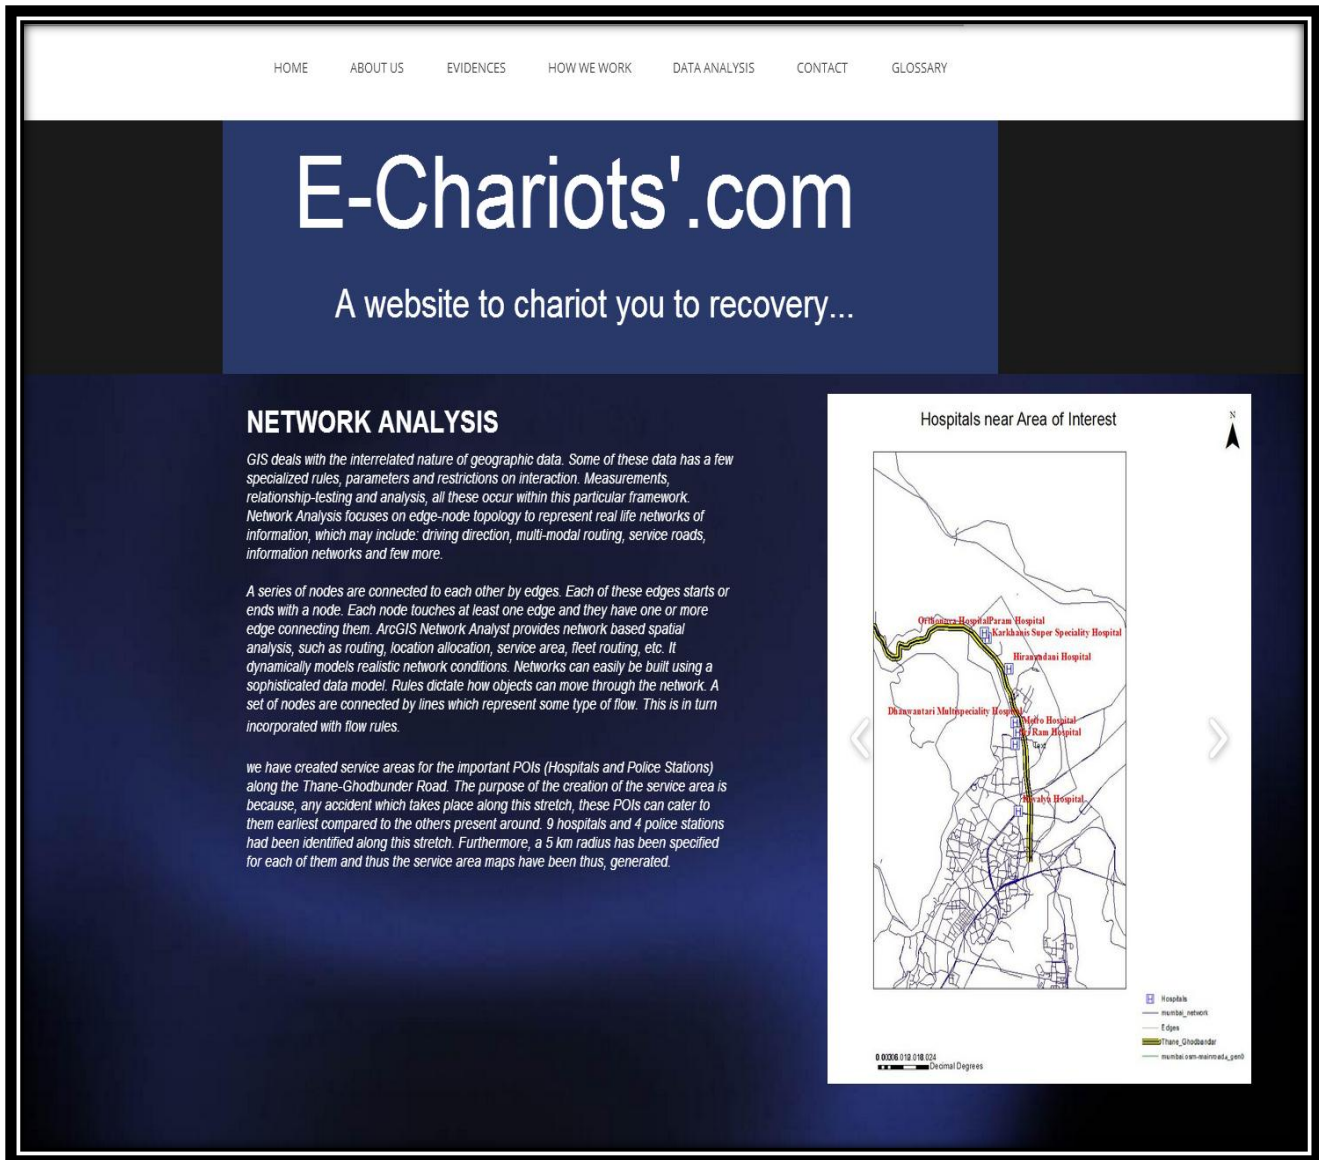 HOME ABOUT US EVIDENCES HOW WE WORK DATA ANALYSIS CONTACT GLOSSARY
E-Chariots'.com
A website to chariot you to recovery...
NETWORK ANALYSIS
GIS deals with the interrelated nature of geographic data. Some of these data has a few
specialized rules, parameters and restrictions on interaction. Measurements,
relationship-testing and analysis, all these occur within this particular framework.
Network Analysis focuses on edge-node topology to represent real life networks of
information, which may include: driving direction, multi-modal routing, service roads,
information networks and few more.
A series of nodes are connected to each other by edges. Each of these edges starts or
ends with a node. Each node touches at least one edge and they have one or more
edge connecting them. ArcGIS Network Analyst provides network based spatial
analysis, such as routing, location allocation, service area, fleet routing, etc. It
dynamically models realistic network conditions. Networks can easily be built using a
sophisticated data model. Rules dictate how objects can move through the network. A
set of nodes are connected by lines which represent some type of flow. This is in turn
incorporated with flow rules.
we have created service areas for the important POIs (Hospitals and Police Stations)
along the Thane-Ghodbunder Road. The purpose of the creation of the service area is
because, any accident which takes place along this stretch, these POIs can cater to
them earliest compared to the others present around. 9 hospitals and 4 police stations
had been identified along this stretch. Furthermore, a 5 km radius has been specified
for each of them and thus the service area maps have been thus, generated.
Hospitals near Area of Interest
N
Hospital Param Hospital
Karkhanis Super Speciality Hospital
Hiranandani Hospital
Dhanwantari Multispeciality Hospital
Metro Hospital
Ram Hospital
Text
Hospital
Hospitals
mumbai_network
Edges
Thane_Ghodbandar
Decimal Degrees